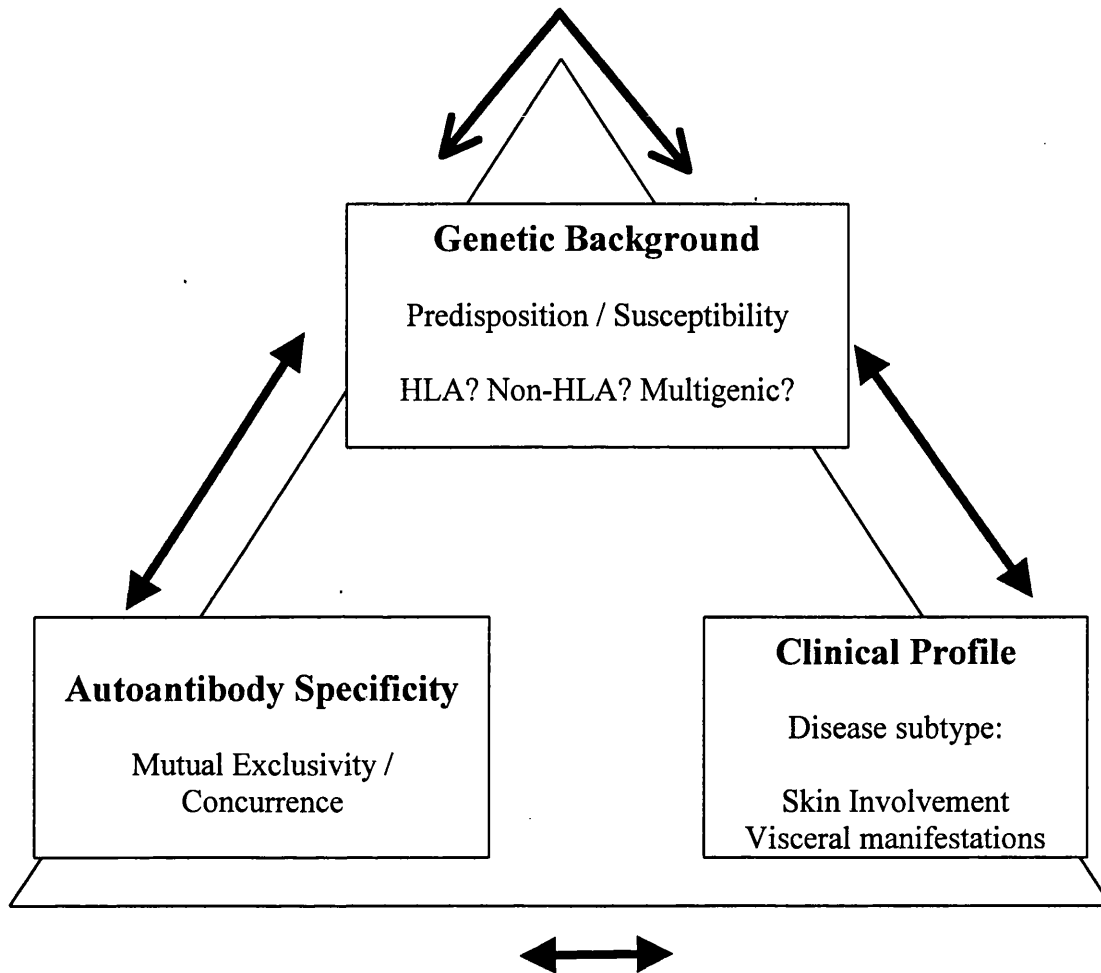 Genetic Background
Predisposition / Susceptibility
HLA? Non-HLA? Multigenic?
Autoantibody Specificity
Mutual Exclusivity /
Concurrence
Clinical Profile
Disease subtype:
Skin Involvement
Visceral manifestations